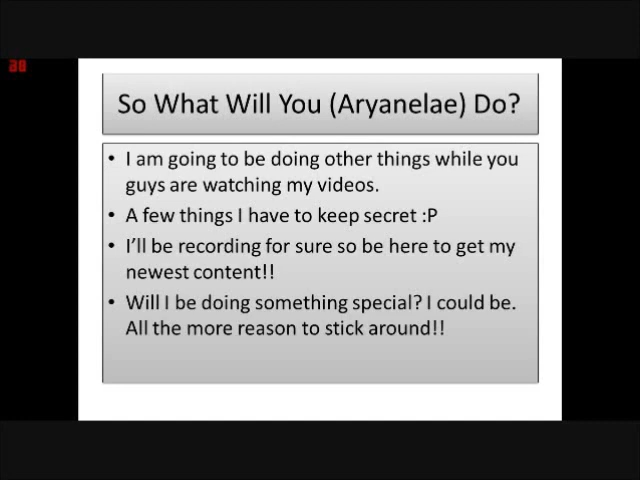 30
So What Will You (Aryanelae) Do?
• I am going to be doing other things while you
guys are watching my videos.
• A few things I have to keep secret :P
• I’ll be recording for sure so be here to get my
newest content!!
• Will I be doing something special? I could be.
All the more reason to stick around!!